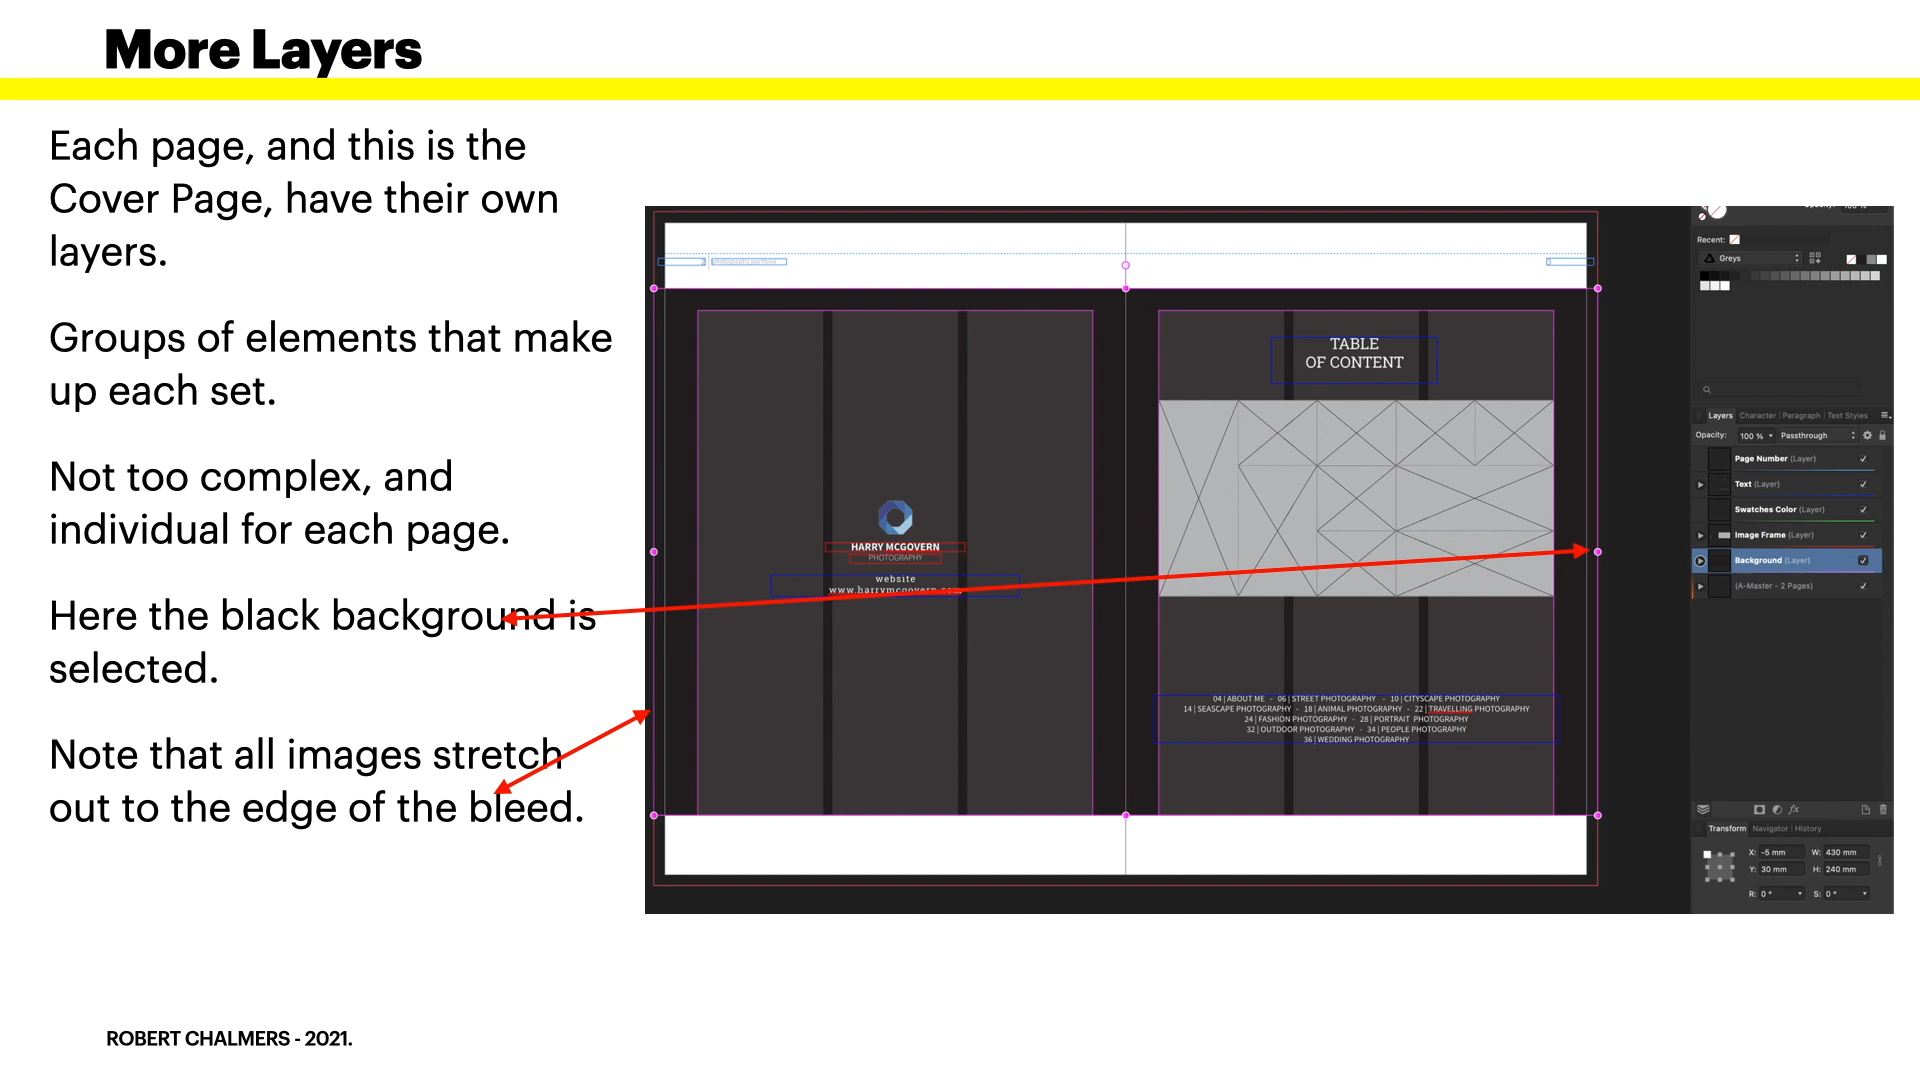 More Layers
Each page, and this is the
Cover Page, have their own
layers.
Groups of elements that make
up each set.
Not too complex, and
individual for each page.
Here the black background is
selected.
Note that all images stretch
out to the edge of the bleed.
photography portfolio
HARRY MCGOVERN
PHOTOGRAPHY
website
TABLE
OF CONTENT
04 | ABOUT ME - 06 | STREET PHOTOGRAPHY - 10 | CITYSCAPE PHOTOGRAPHY
14 | SEASCAPE PHOTOGRAPHY - 18 | ANIMAL PHOTOGRAPHY - 22 | TRAVELLING PHOTOGRAPHY
24 | FASHION PHOTOGRAPHY - 28 | PORTRAIT PHOTOGRAPHY
32 | OUTDOOR PHOTOGRAPHY - 34 | PEOPLE PHOTOGRAPHY
36 | WEDDING PHOTOGRAPHY
Recent:
Greys
Layers Character Paragraph Text Styles
Opacity: 100 % Passthrough
Page Number (Layer)
Text (Layer)
Swatches Color (Layer)
Image Frame (Layer)
Background (Layer)
(A-Master - 2 Pages)
fx
Transform Navigator History
X: -5 mm W: 430 mm
Y: 30 mm H: 240 mm
R: 0 ° S: 0 °
ROBERT CHALMERS - 2021.